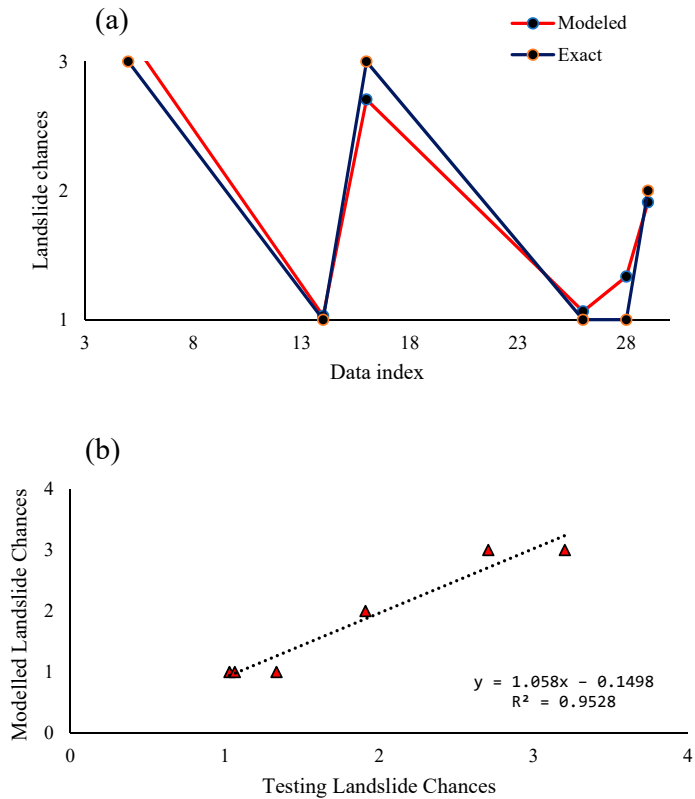 (a)
Modeled
Exact
Landslide chances
3
2
1
3
8
13
18
23
28
Data index
(b)
Modelled Landslide Chances
4
3
2
1
0
y = 1.058x − 0.1498
R² = 0.9528
0
1
2
3
4
Testing Landslide Chances